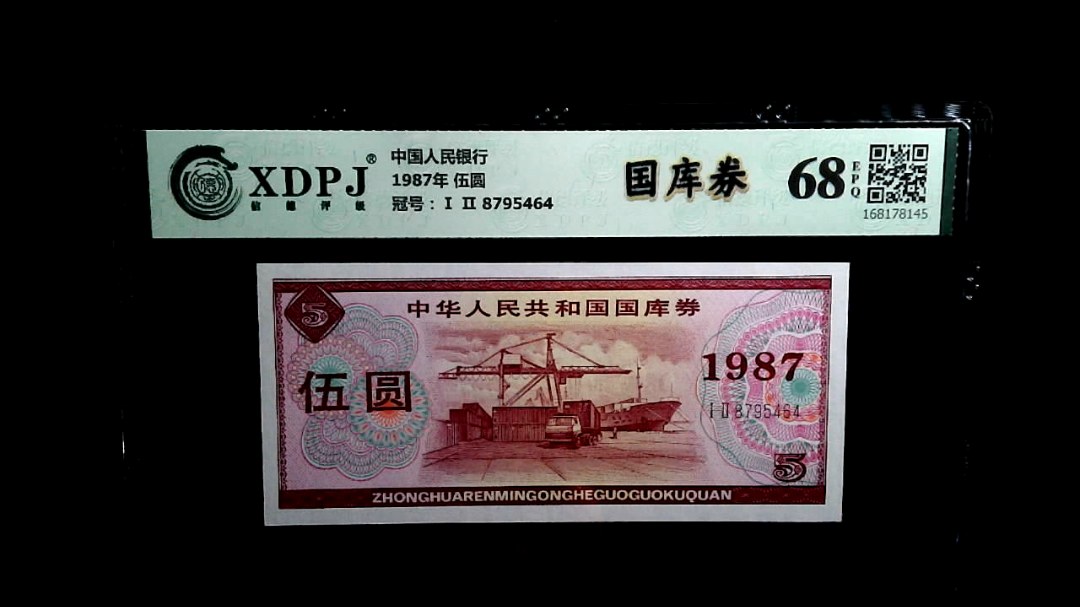 XDPJ®
信德评级
中国人民银行
1987年 伍圆
冠号：I II 8795464
国库券
68
EPQ
168178145
5
中华人民共和国国库券
伍圆
1987
I II 8795464
5
ZHONGHUARENMINGONGHEGUOGUOKUQUAN